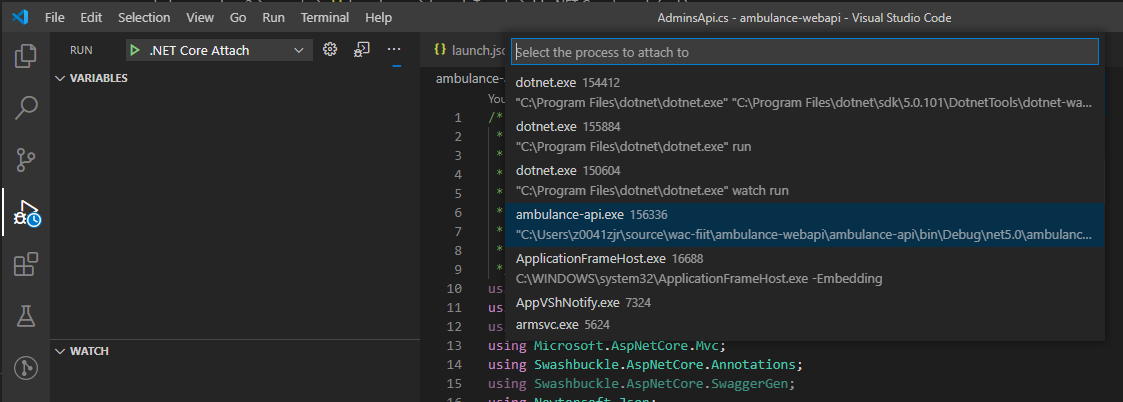 File Edit Selection View Go Run Terminal Help AdminsApi.cs - ambulance-webapi - Visual Studio Code
RUN .NET Core Attach ···
{} launch.jso
Select the process to attach to
VARIABLES
ambulance-
dotnet.exe 154412
"C:\Program Files\dotnet\dotnet.exe" "C:\Program Files\dotnet\sdk\5.0.101\DotnetTools\dotnet-wa...
You
dotnet.exe 155884
"C:\Program Files\dotnet\dotnet.exe" run
dotnet.exe 150604
"C:\Program Files\dotnet\dotnet.exe" watch run
ambulance-api.exe 156336
"C:\Users\z0041zjr\source\wac-fiit\ambulance-webapi\ambulance-api\bin\Debug\net5.0\ambulanc...
ApplicationFrameHost.exe 16688
C:\WINDOWS\system32\ApplicationFrameHost.exe -Embedding
AppVShNotify.exe 7324
armsvc.exe 5624
1 /*
2 *
3 *
4 *
5 *
6 *
7 *
8 *
9 *
10 us
11 us
12 us
13 using Microsoft.AspNetCore.Mvc;
14 using Swashbuckle.AspNetCore.Annotations;
15 using Swashbuckle.AspNetCore.SwaggerGen;
16 using Newtonsoft.Json;
WATCH